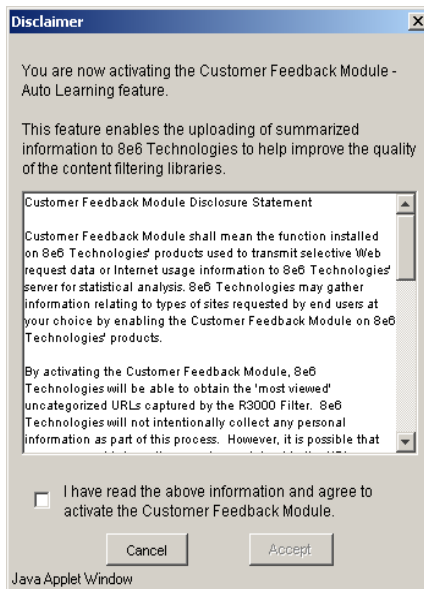 Disclaimer
You are now activating the Customer Feedback Module -
Auto Learning feature.
This feature enables the uploading of summarized
information to 8e6 Technologies to help improve the quality
of the content filtering libraries.
Customer Feedback Module Disclosure Statement
Customer Feedback Module shall mean the function installed
on 8e6 Technologies' products used to transmit selective Web
request data or Internet usage information to 8e6 Technologies'
server for statistical analysis. 8e6 Technologies may gather
information relating to types of sites requested by end users at
your choice by enabling the Customer Feedback Module on 8e6
Technologies' products.
By activating the Customer Feedback Module, 8e6
Technologies will be able to obtain the 'most viewed'
uncategorized URLs captured by the R3000 Filter. 8e6
Technologies will not intentionally collect any personal
information as part of this process. However, it is possible that
I have read the above information and agree to
activate the Customer Feedback Module.
Cancel
Accept
Java Applet Window